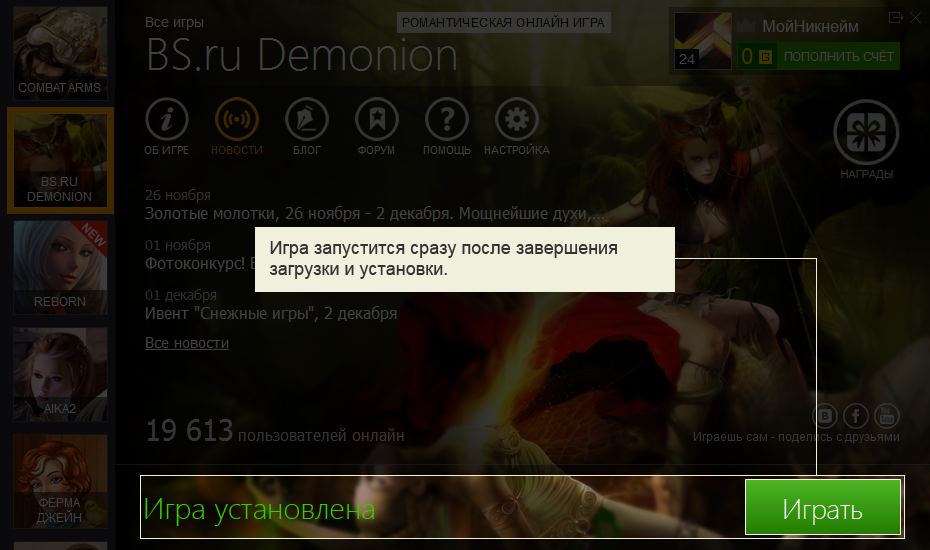 COMBAT ARMS
BS.RU
DEMONION
NEW
REBORN
AIKA2
ФЕРМА
ДЖЕЙН
Все игры
РОМАНТИЧЕСКАЯ ОНЛАЙН ИГРА
BS.ru Demonion
МойНикнейм
24
0 ПОПОЛНИТЬ СЧЁТ
ОБ ИГРЕ
НОВОСТИ
БЛОГ
ФОРУМ
ПОМОЩЬ
НАСТРОЙКА
НАГРАДЫ
26 ноября
Золотые молотки, 26 ноября - 2 декабря. Мощнейшие духи,...
01 ноября
Фотоконкурс!
Игра запустится сразу после завершения
загрузки и установки.
01 декабря
Ивент "Снежные игры", 2 декабря
Все новости
19 613 пользователей онлайн
You
Tube
Играешь сам - поделись с друзьями
Игра установлена
Играть